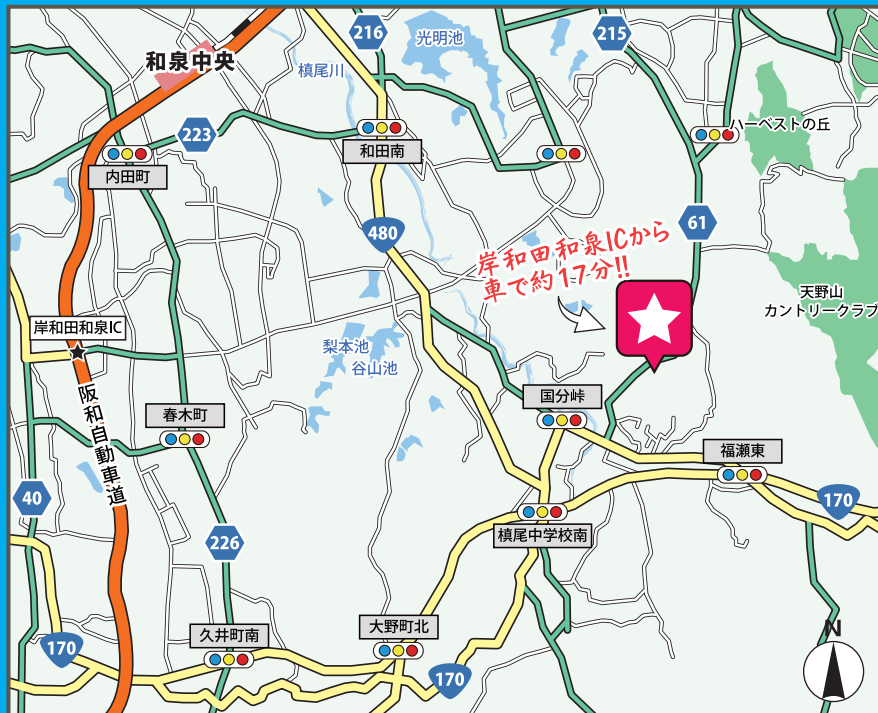 216
光明池
215
和泉中央
槙尾川
ハーベストの丘
223
和田南
内田町
480
61
岸和田和泉ICから
車で約17分!!
天野山
カントリークラブ
岸和田和泉IC
梨本池
谷山池
国分峠
春木町
阪和自動車道
福瀬東
40
170
槙尾中学校南
226
大野町北
久井町南
170
170
N